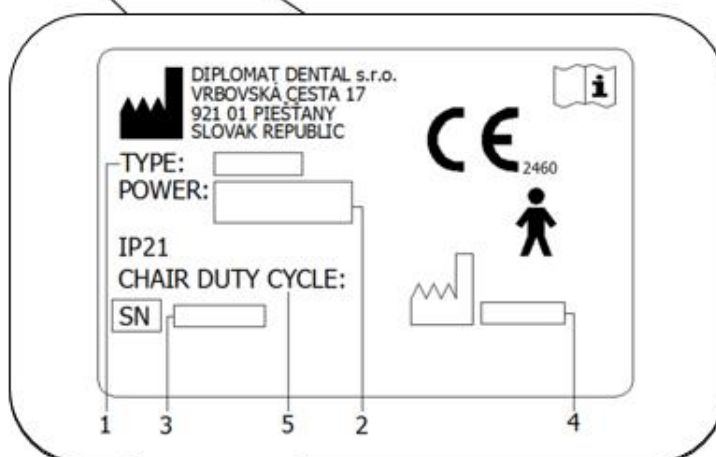 DIPLOMAT DENTAL s.r.o.
VRBOVSKÁ CESTA 17
921 01 PIEŠŤANY
SLOVAK REPUBLIC
i
CE 2460
TYPE:
POWER:
IP21
CHAIR DUTY CYCLE:
SN
1 3 5 2 4